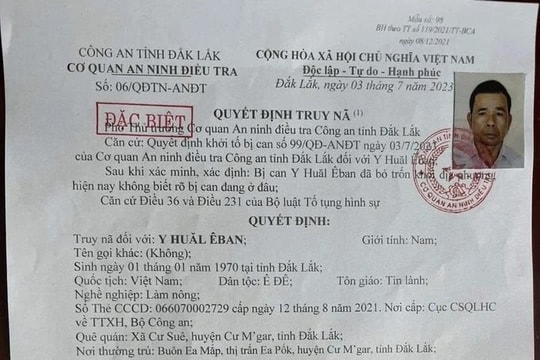 Mẫu số: 98
BH theo TT số 119/2021/TT-BCA
ngày 08/12/2021
CÔNG AN TỈNH ĐẮK LẮK
CƠ QUAN AN NINH ĐIỀU TRA
Số: 06/QĐTN-ANĐT
CỘNG HÒA XÃ HỘI CHỦ NGHĨA VIỆT NAM
Độc lập - Tự do - Hạnh phúc
Đắk Lắk, ngày 03 tháng 7 năm 2023
ĐẶC BIỆT
QUYẾT ĐỊNH TRUY NÃ (1)
Phó Thủ trưởng Cơ quan An ninh điều tra Công an tỉnh Đắk Lắk
Căn cứ: Quyết định khởi tố bị can số 99/QĐ-ANĐT ngày 03/7/2023
của Cơ quan An ninh điều tra Công an tỉnh Đắk Lắk đối với Y Huăl Êban
Sau khi xác minh, xác định: Bị can Y Huăl Êban đã bỏ trốn khỏi địa phương,
hiện nay không biết rõ bị can đang ở đâu;
Căn cứ Điều 36 và Điều 231 của Bộ luật Tố tụng hình sự
QUYẾT ĐỊNH:
Truy nã đối với: Y HUĂL ÊBAN; Giới tính: Nam;
Tên gọi khác: (Không);
Sinh ngày 01 tháng 01 năm 1970 tại tỉnh Đắk Lắk;
Quốc tịch: Việt Nam; Dân tộc: Ê ĐÊ; Tôn giáo: Tin lành;
Nghề nghiệp: Làm nông;
Số Thẻ CCCD: 066070002729 cấp ngày 12 tháng 8 năm 2021. Nơi cấp: Cục CSQLHC
về TTXH, Bộ Công an;
Quê quán: Xã Cư Suê, huyện Cư M'gar, tỉnh Đắk Lắk;
Nơi thường trú: Buôn Ea Mấp, thị trấn Ea Pốk, huyện Cư M'gar, tỉnh Đắk Lắk;
CƠ QUAN AN NINH ĐIỀU